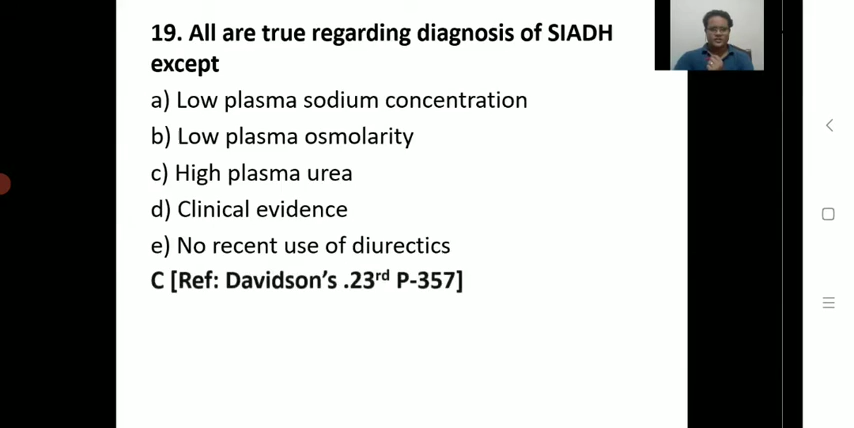 19. All are true regarding diagnosis of SIADH
except
a) Low plasma sodium concentration
b) Low plasma osmolarity
c) High plasma urea
d) Clinical evidence
e) No recent use of diurectics
C [Ref: Davidson’s .23rd P-357]